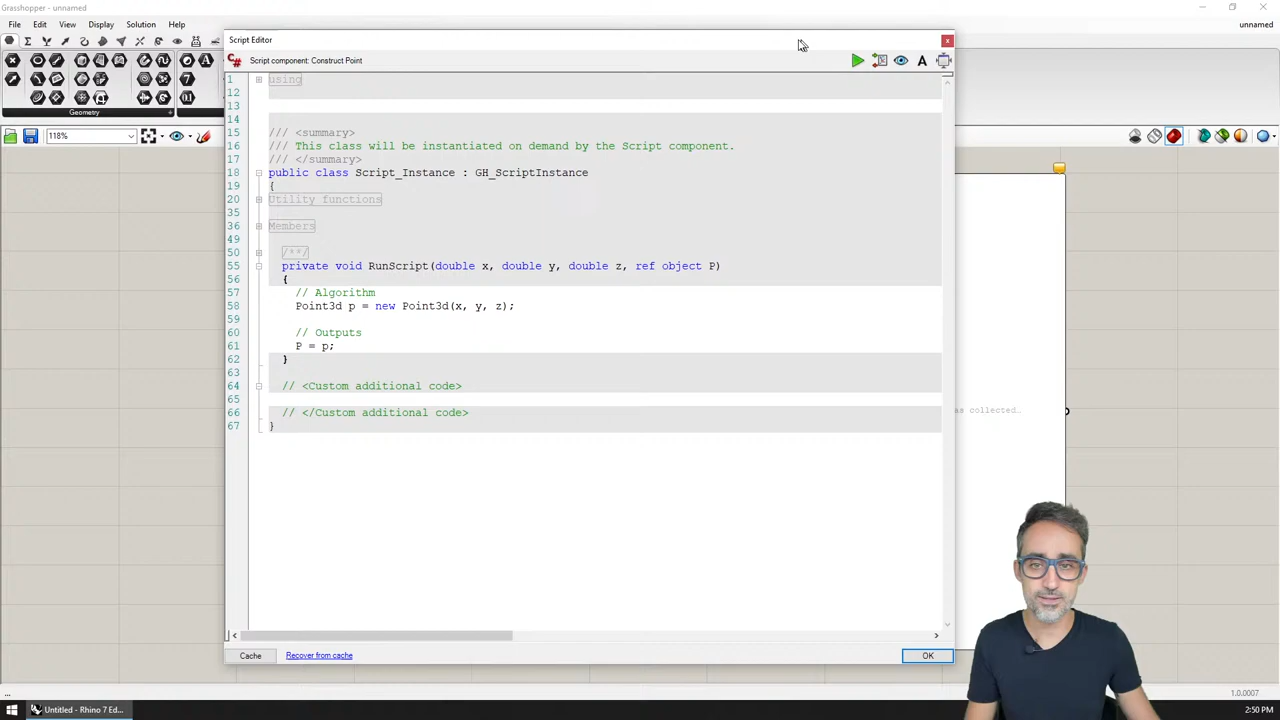 Grasshopper - unnamed
File Edit View Display Solution Help
unnamed
Script Editor
Script component: Construct Point
Geometry
118%
1 using
12
13
14
15 /// <summary>
16 /// This class will be instantiated on demand by the Script component.
17 /// </summary>
18 public class Script_Instance : GH_ScriptInstance
19 {
20 Utility functions
35
36 Members
49
50 /**/
55 private void RunScript(double x, double y, double z, ref object P)
56 {
57 // Algorithm
58 Point3d p = new Point3d(x, y, z);
59
60 // Outputs
61 P = p;
62 }
63
64 // <Custom additional code>
65
66 // </Custom additional code>
67 }
as collected…
Cache Recover from cache OK
...
1.0.0007
Untitled - Rhino 7 Ed...
2:50 PM